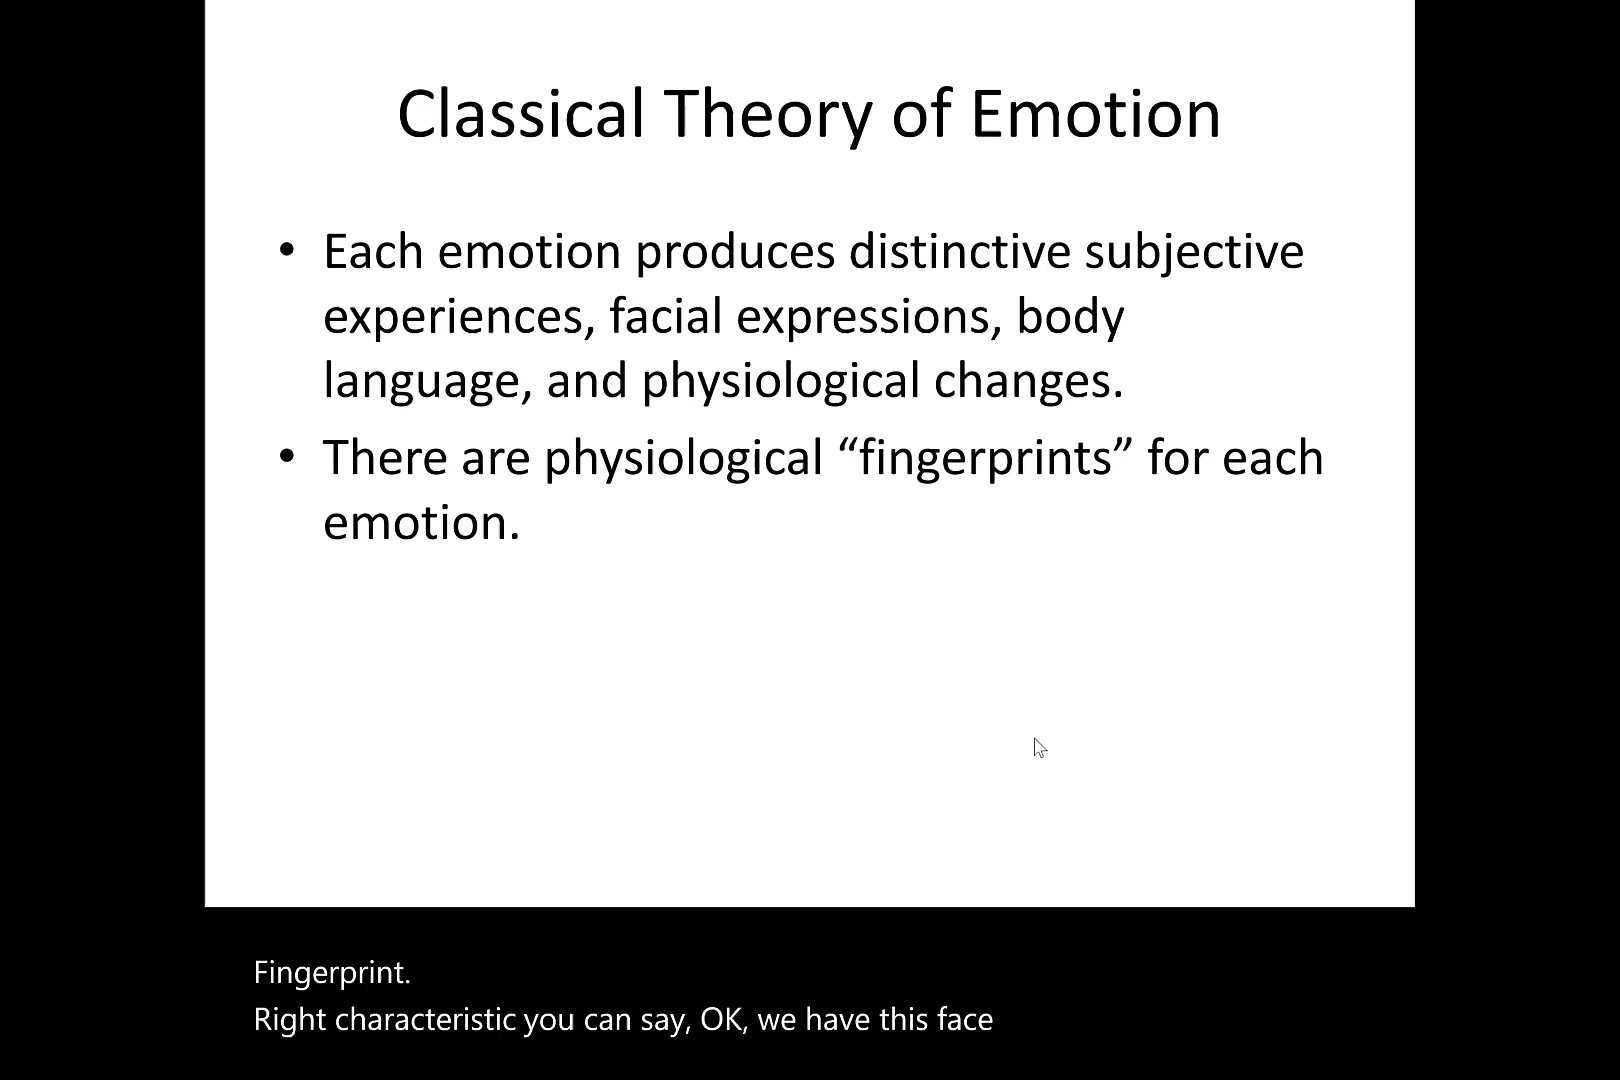 Classical Theory of Emotion
• Each emotion produces distinctive subjective
experiences, facial expressions, body
language, and physiological changes.
• There are physiological “fingerprints” for each
emotion.
Fingerprint.
Right characteristic you can say, OK, we have this face